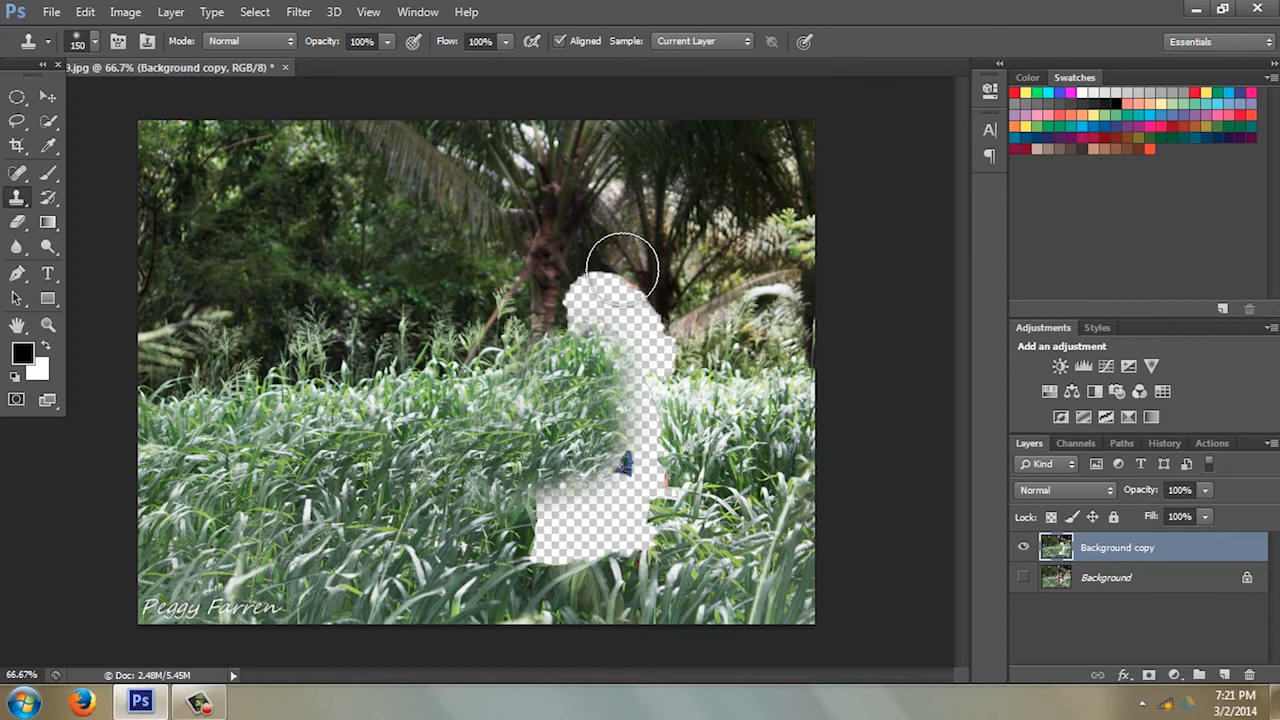 Ps File Edit Image Layer Type Select Filter 3D View Window Help
150 Mode: Normal Opacity: 100% Flow: 100% Aligned Sample: Current Layer Essentials
9.jpg @ 66.7% (Background copy, RGB/8) * ×
Color Swatches
A
T
Adjustments Styles
Add an adjustment
Layers Channels Paths History Actions
Kind T
Normal Opacity: 100%
Lock: Fill: 100%
Background copy
Background
Peggy Farren
fx
66.67% Doc: 2.48M/5.45M
Ps
7:21 PM
3/2/2014